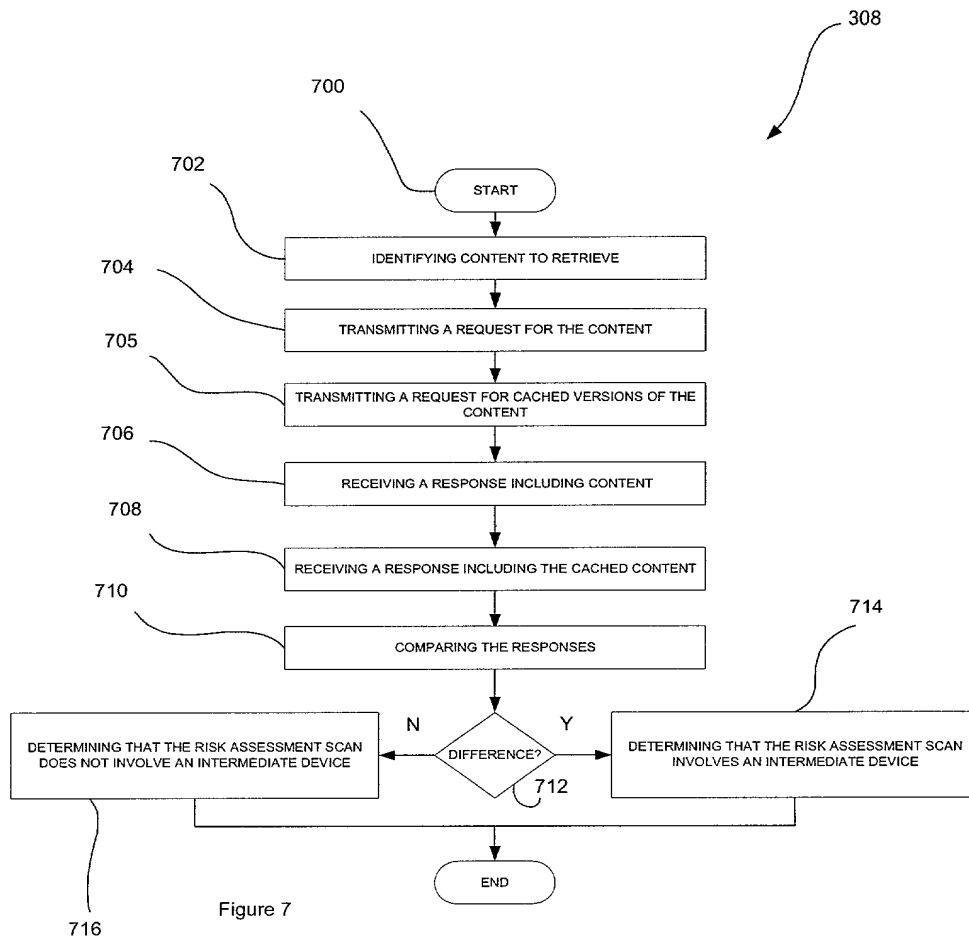 308
700
START
702
IDENTIFYING CONTENT TO RETRIEVE
704
TRANSMITTING A REQUEST FOR THE CONTENT
705
TRANSMITTING A REQUEST FOR CACHED VERSIONS OF THE
CONTENT
706
RECEIVING A RESPONSE INCLUDING CONTENT
708
RECEIVING A RESPONSE INCLUDING THE CACHED CONTENT
710
COMPARING THE RESPONSES
714
N
Y
DIFFERENCE?
712
DETERMINING THAT THE RISK ASSESSMENT SCAN
DOES NOT INVOLVE AN INTERMEDIATE DEVICE
DETERMINING THAT THE RISK ASSESSMENT SCAN
INVOLVES AN INTERMEDIATE DEVICE
END
Figure 7
716